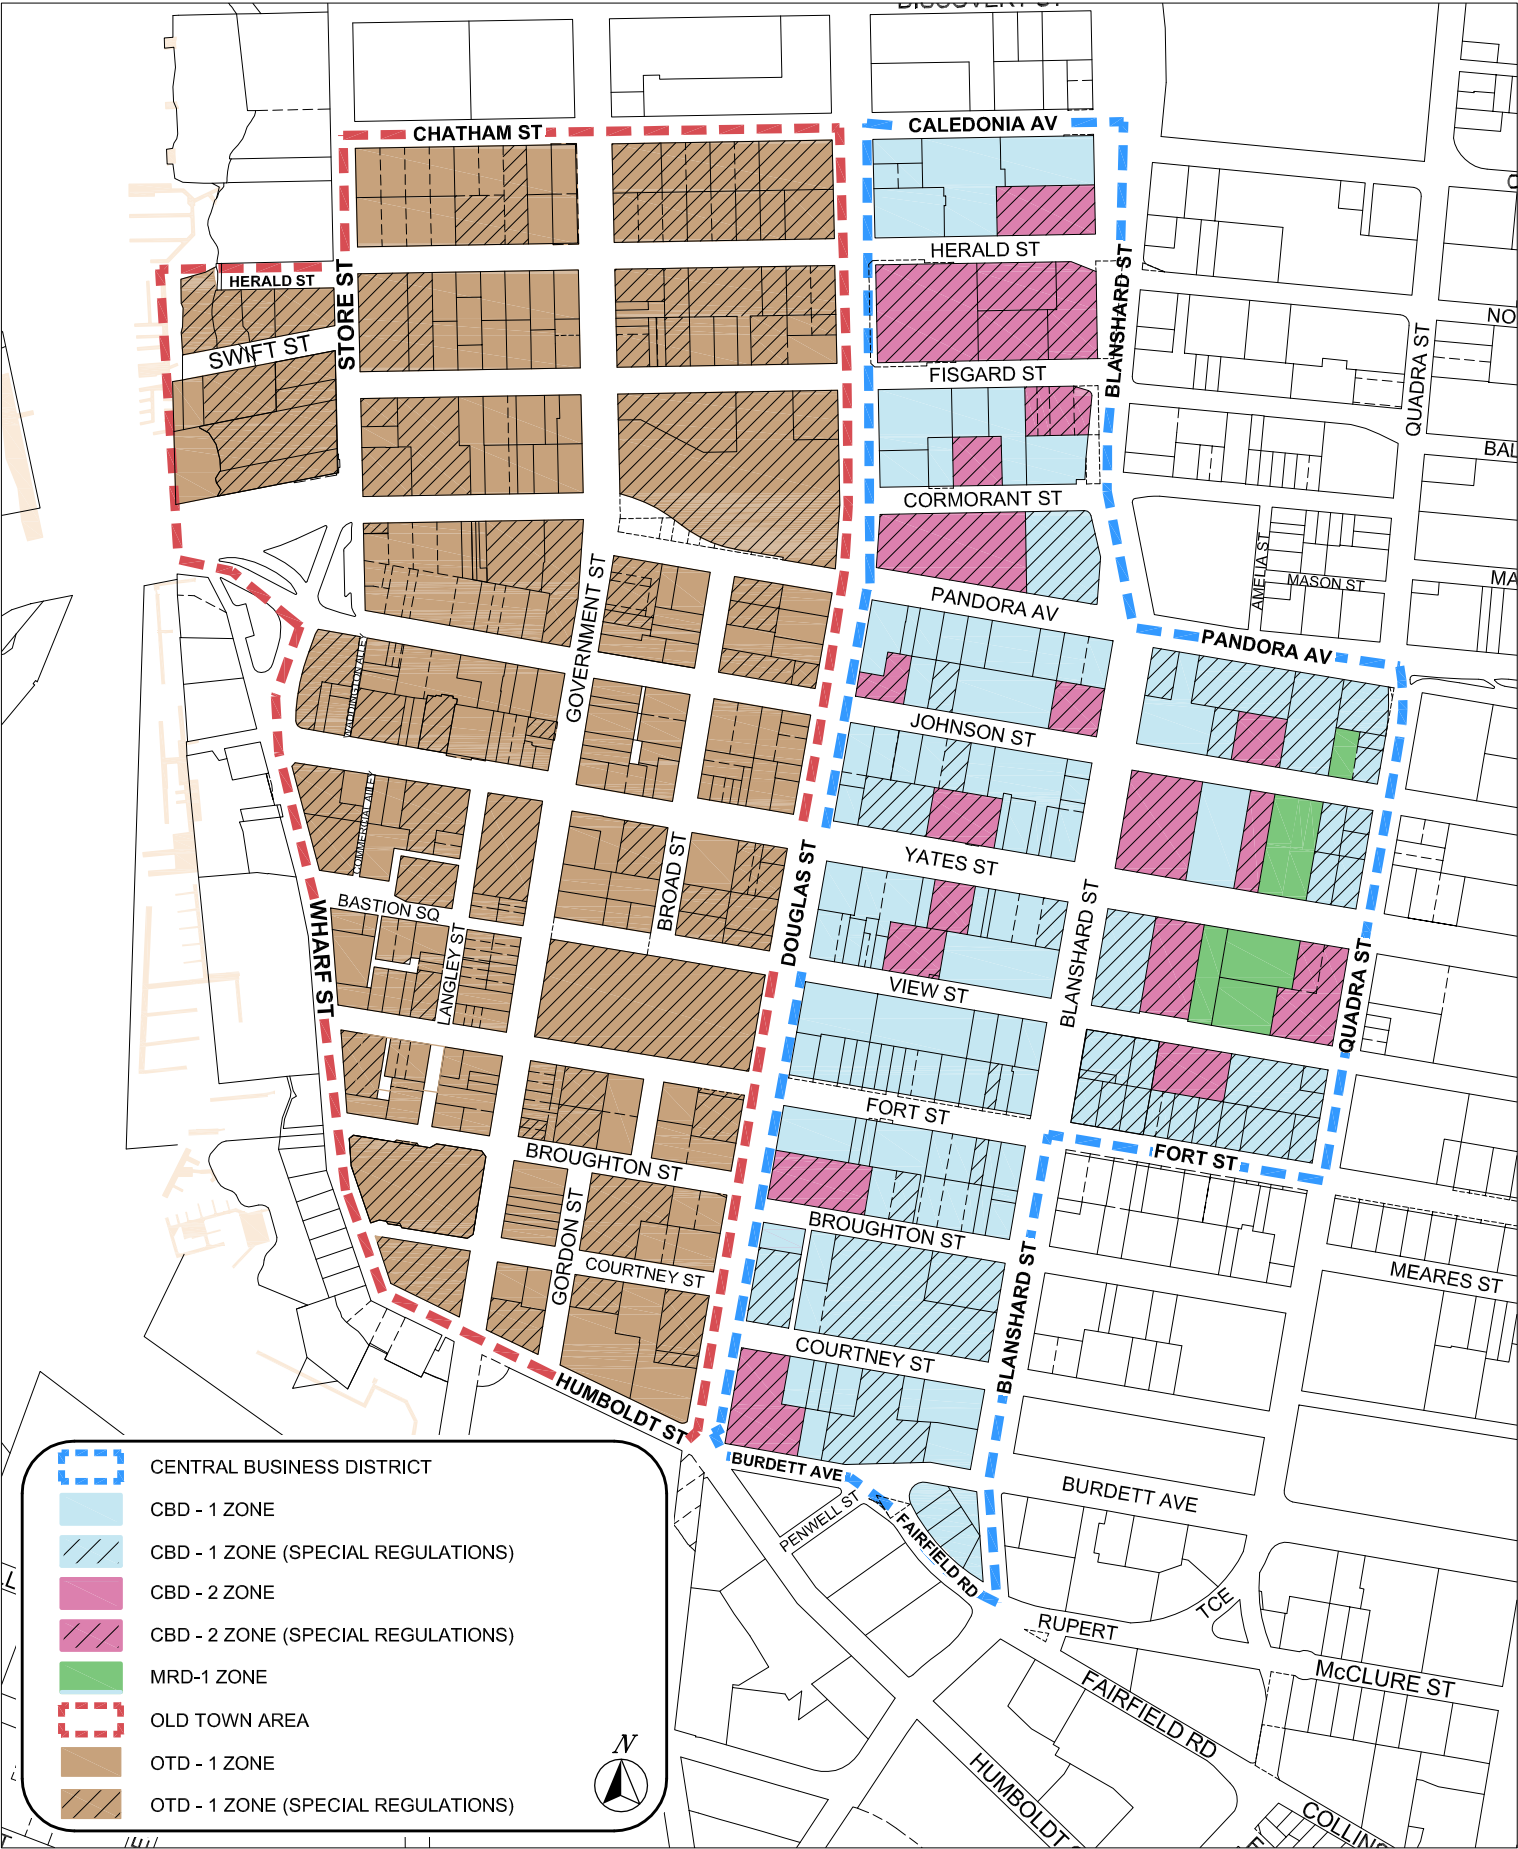 CHATHAM ST
CALEDONIA AV
HERALD ST
HERALD ST
STORE ST
BLANSHARD ST
SWIFT ST
FISGARD ST
QUADRA ST
CORMORANT ST
AMELIA ST
MASON ST
GOVERNMENT ST
PANDORA AV
PANDORA AV
WADDINGTON ALLEY
JOHNSON ST
COMMERCIAL ALLEY
YATES ST
BROAD ST
DOUGLAS ST
BASTION SQ
BLANSHARD ST
WHARF ST
LANGLEY ST
VIEW ST
QUADRA ST
FORT ST
BROUGHTON ST
FORT ST
GORDON ST
BROUGHTON ST
COURTNEY ST
MEARES ST
BLANSHARD ST
COURTNEY ST
HUMBOLDT ST
BURDETT AVE
BURDETT AVE
PENWELL ST
FAIRFIELD RD
TCE
RUPERT
McCLURE ST
FAIRFIELD RD
HUMBOLDT
COLLINS
CENTRAL BUSINESS DISTRICT
CBD - 1 ZONE
CBD - 1 ZONE (SPECIAL REGULATIONS)
CBD - 2 ZONE
CBD - 2 ZONE (SPECIAL REGULATIONS)
MRD-1 ZONE
OLD TOWN AREA
OTD - 1 ZONE
OTD - 1 ZONE (SPECIAL REGULATIONS)
N